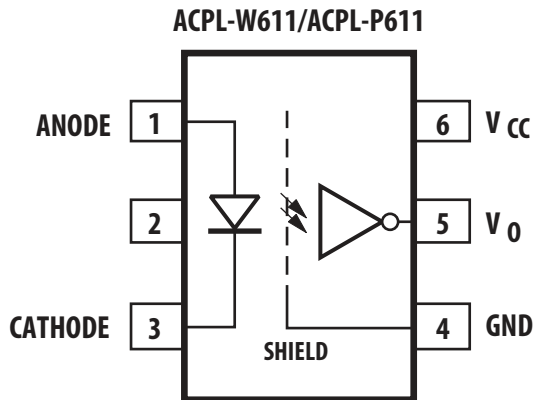 ACPL-W611/ACPL-P611
ANODE 1
6 V CC
2
5 V O
CATHODE 3
4 GND
SHIELD